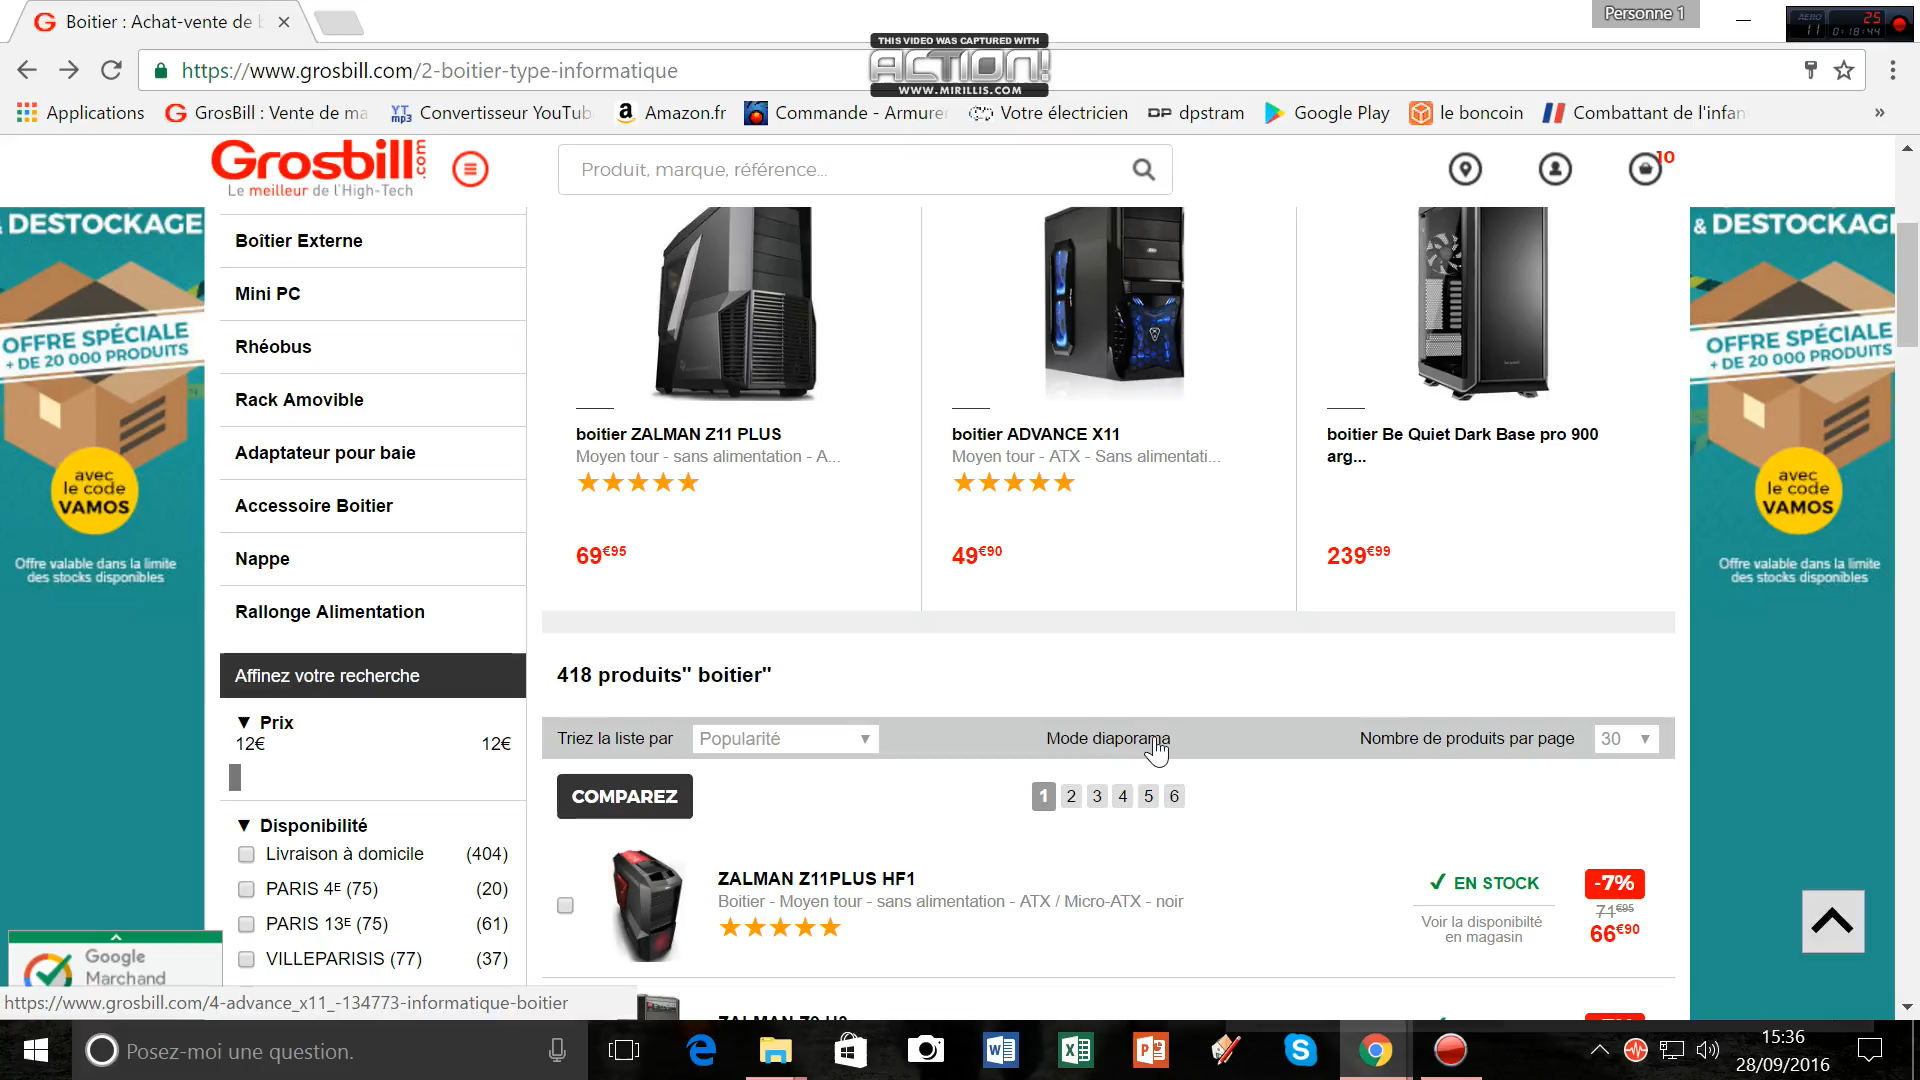 Boitier : Achat-vente de b
Personne 1
AERO
11
25
0:18:44
THIS VIDEO WAS CAPTURED WITH
ACTION!
WWW.MIRILLIS.COM
https://www.grosbill.com/2-boitier-type-informatique
Applications
GrosBill : Vente de ma
YT mp3
Convertisseur YouTub
Amazon.fr
Commande - Armurer
Votre électricien
DP dpstram
Google Play
le boncoin
Combattant de l'infan
»
Grosbill.com
Le meilleur de l'High-Tech
Produit, marque, référence...
10
& DESTOCKAGE
OFFRE SPÉCIALE
+ DE 20 000 PRODUITS
avec
le code
VAMOS
Offre valable dans la limite
des stocks disponibles
Boîtier Externe
Mini PC
Rhéobus
Rack Amovible
Adaptateur pour baie
Accessoire Boitier
Nappe
Rallonge Alimentation
Affinez votre recherche
▼ Prix
12€ 12€
▼ Disponibilité
Livraison à domicile (404)
PARIS 4E (75) (20)
PARIS 13E (75) (61)
VILLEPARISIS (77) (37)
boitier ZALMAN Z11 PLUS
Moyen tour - sans alimentation - A...
69€95
boitier ADVANCE X11
Moyen tour - ATX - Sans alimentati...
49€90
boitier Be Quiet Dark Base pro 900
arg...
239€99
418 produits" boitier"
Triez la liste par Popularité
Mode diaporama
Nombre de produits par page 30
COMPAREZ
1 2 3 4 5 6
ZALMAN Z11PLUS HF1
Boitier - Moyen tour - sans alimentation - ATX / Micro-ATX - noir
EN STOCK
Voir la disponibilté
en magasin
-7%
71€95
66€90
& DESTOCKAG
OFFRE SPÉCIALE
+ DE 20 000 PRODUITS
avec
le code
VAMOS
Offre valable dans la limite
des stocks disponibles
Google
Marchand
https://www.grosbill.com/4-advance_x11_-134773-informatique-boitier
Posez-moi une question.
15:36
28/09/2016